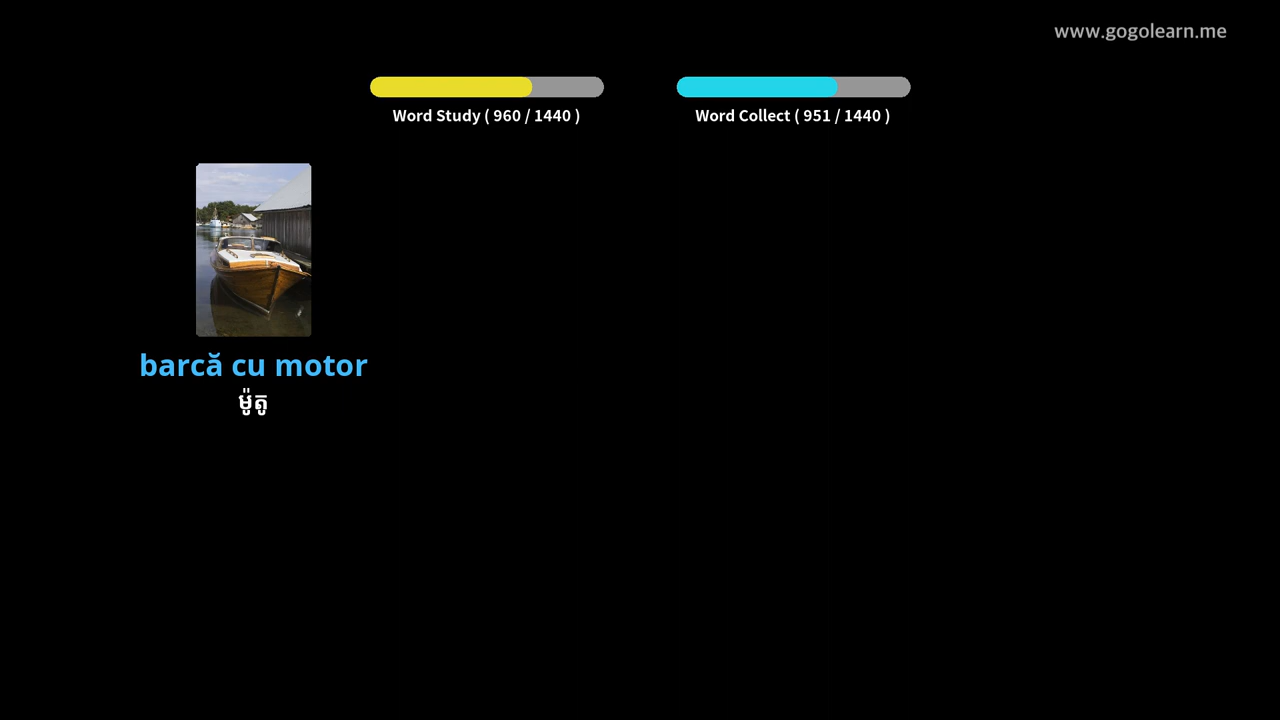 www.gogolearn.me
Word Study ( 960 / 1440 )
Word Collect ( 951 / 1440 )
barcă cu motor
ម៉ូតូ